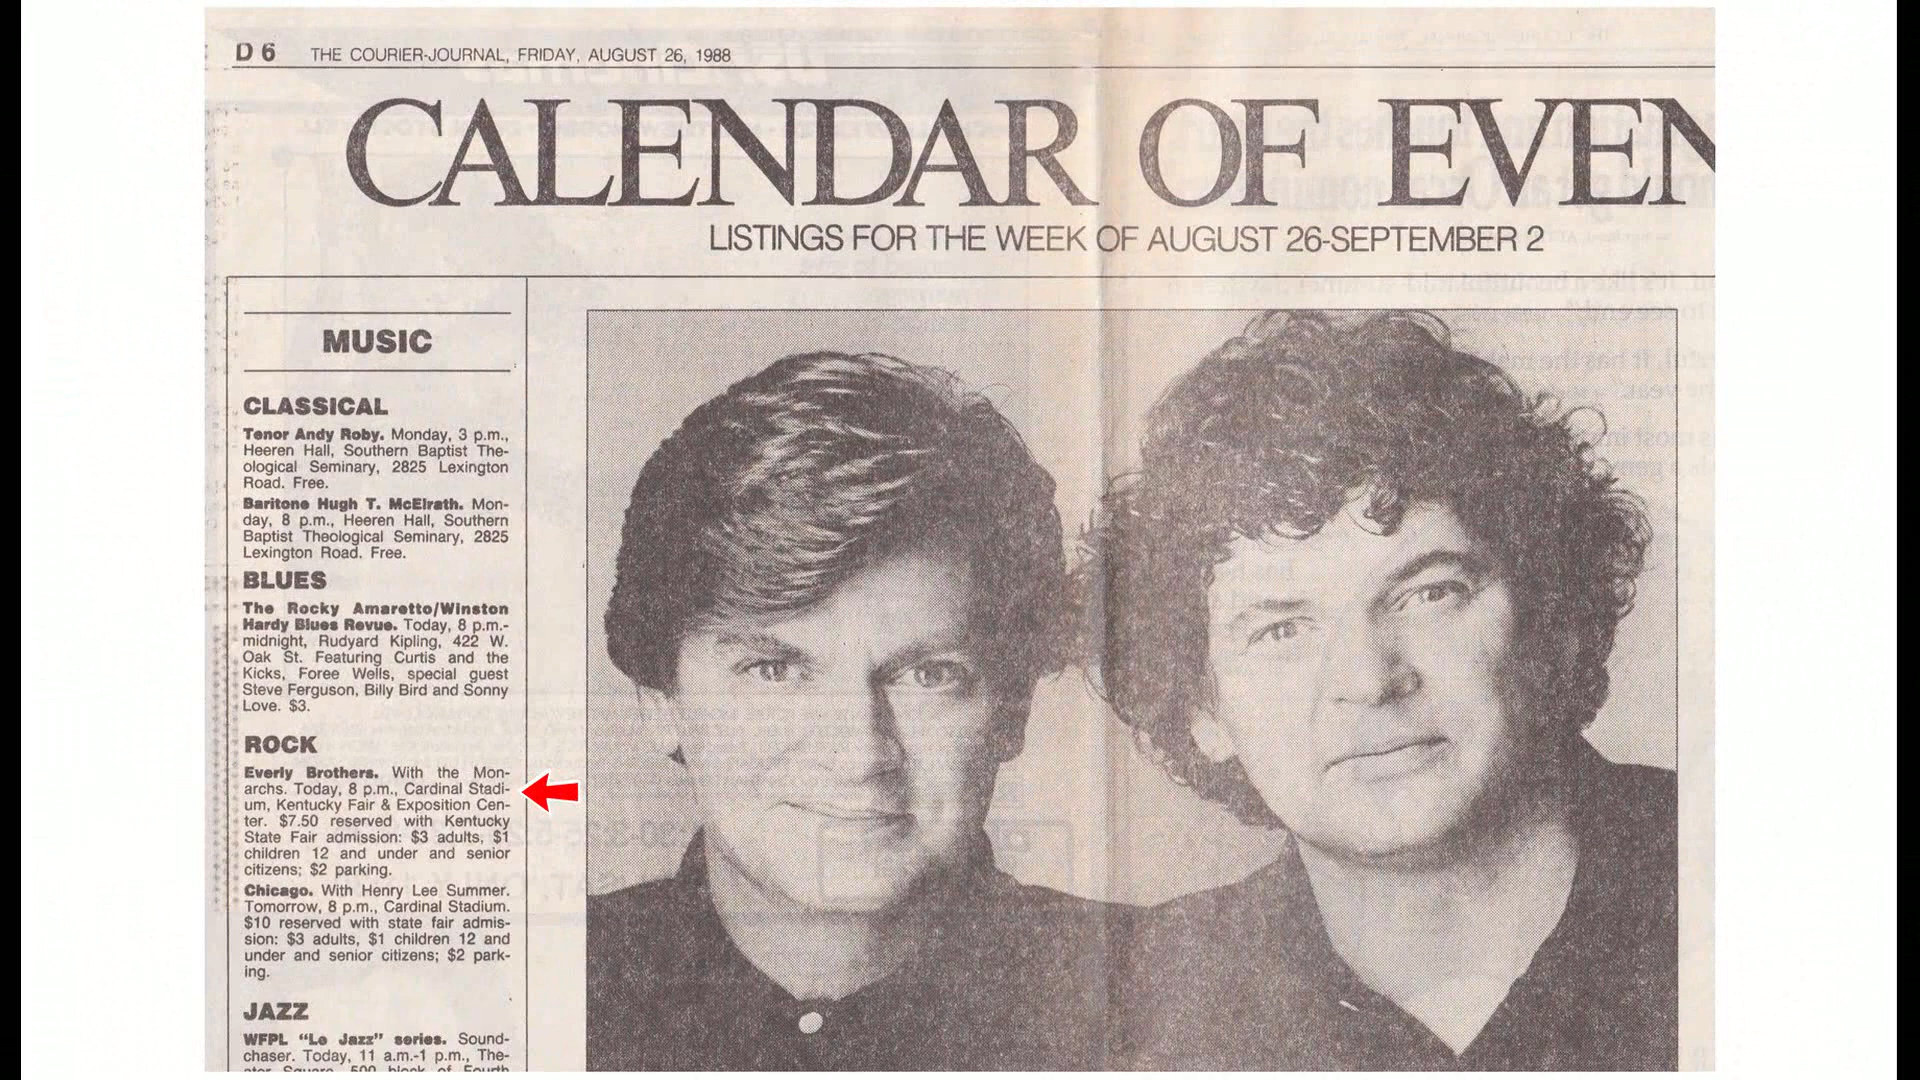 D 6 THE COURIER-JOURNAL, FRIDAY, AUGUST 26, 1988
CALENDAR OF EVEN
LISTINGS FOR THE WEEK OF AUGUST 26-SEPTEMBER 2
MUSIC
CLASSICAL
Tenor Andy Roby. Monday, 3 p.m.,
Heeren Hall, Southern Baptist The-
ological Seminary, 2825 Lexington
Road. Free.
Baritone Hugh T. McElrath. Mon-
day, 8 p.m., Heeren Hall, Southern
Baptist Theological Seminary, 2825
Lexington Road. Free.
BLUES
The Rocky Amaretto/Winston
Hardy Blues Revue. Today, 8 p.m.-
midnight, Rudyard Kipling, 422 W.
Oak St. Featuring Curtis and the
Kicks, Foree Wells, special guest
Steve Ferguson, Billy Bird and Sonny
Love. $3.
ROCK
Everly Brothers. With the Mon-
archs. Today, 8 p.m., Cardinal Stadi-
um, Kentucky Fair & Exposition Cen-
ter. $7.50 reserved with Kentucky
State Fair admission: $3 adults, $1
children 12 and under and senior
citizens; $2 parking.
Chicago. With Henry Lee Summer.
Tomorrow, 8 p.m., Cardinal Stadium.
$10 reserved with state fair admis-
sion: $3 adults, $1 children 12 and
under and senior citizens; $2 park-
ing.
JAZZ
WFPL "Le Jazz" series. Sound-
chaser. Today, 11 a.m.-1 p.m., The-
ater Square, 500 block of Fourth